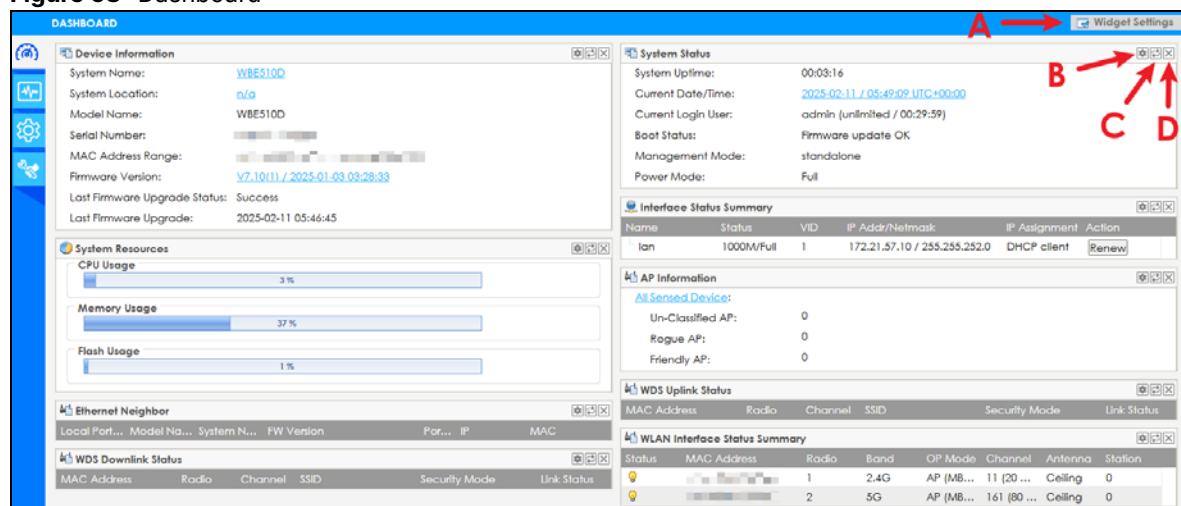 Figure 38 Dashboard
DASHBOARD
A
Widget Settings
Device Information
System Name: WBE510D
System Location: n/a
Model Name: WBE510D
Serial Number:
MAC Address Range:
Firmware Version: V7.10(1) / 2025-01-03 03:28:33
Last Firmware Upgrade Status: Success
Last Firmware Upgrade: 2025-02-11 05:46:45
System Resources
CPU Usage
3 %
Memory Usage
37 %
Flash Usage
1 %
Ethernet Neighbor
Local Port... Model Na... System N... FW Version Por... IP MAC
WDS Downlink Status
MAC Address Radio Channel SSID Security Mode Link Status
System Status
B
C
D
System Uptime: 00:03:16
Current Date/Time: 2025-02-11 / 05:49:09 UTC+00:00
Current Login User: admin (unlimited / 00:29:59)
Boot Status: Firmware update OK
Management Mode: standalone
Power Mode: Full
Interface Status Summary
Name Status VID IP Addr/Netmask IP Assignment Action
lan 1000M/Full 1 172.21.57.10 / 255.255.252.0 DHCP client Renew
AP Information
All Sensed Device:
Un-Classified AP: 0
Rogue AP: 0
Friendly AP: 0
WDS Uplink Status
MAC Address Radio Channel SSID Security Mode Link Status
WLAN Interface Status Summary
Status MAC Address Radio Band OP Mode Channel Antenna Station
1 2.4G AP (MB... 11 (20 ... Ceiling 0
2 5G AP (MB... 161 (80 ... Ceiling 0